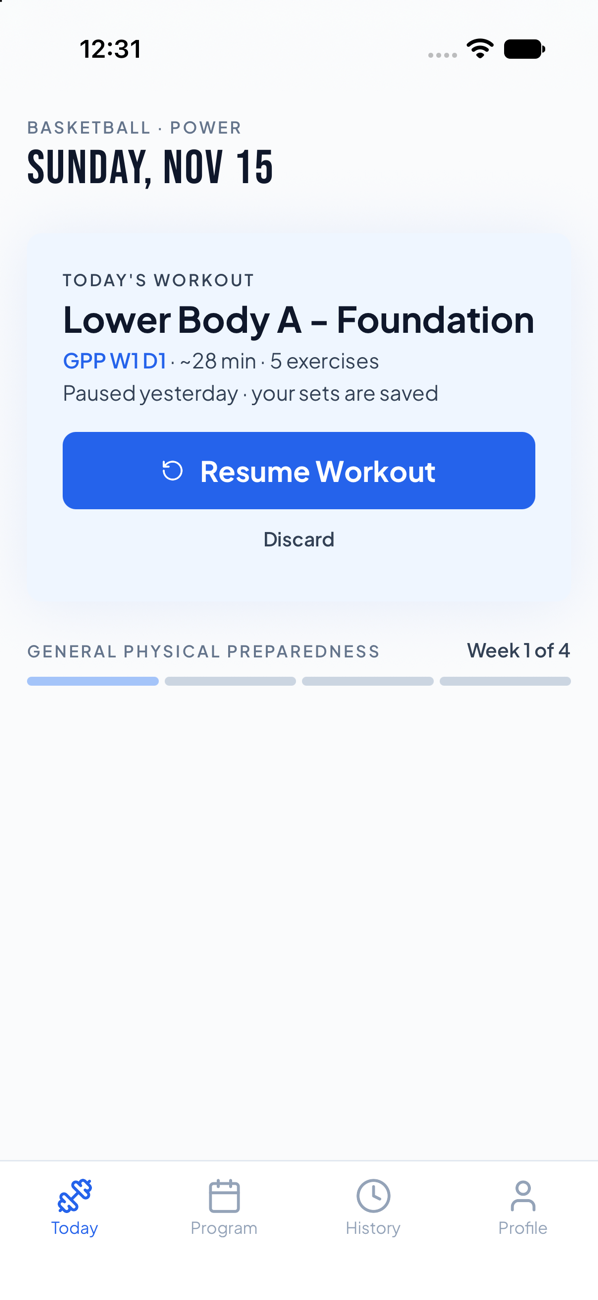 12:31
BASKETBALL · POWER
SUNDAY, NOV 15
TODAY'S WORKOUT
Lower Body A – Foundation
GPP W1 D1 · ~28 min · 5 exercises
Paused yesterday · your sets are saved
Resume Workout
Discard
GENERAL PHYSICAL PREPAREDNESS Week 1 of 4
Today Program History Profile